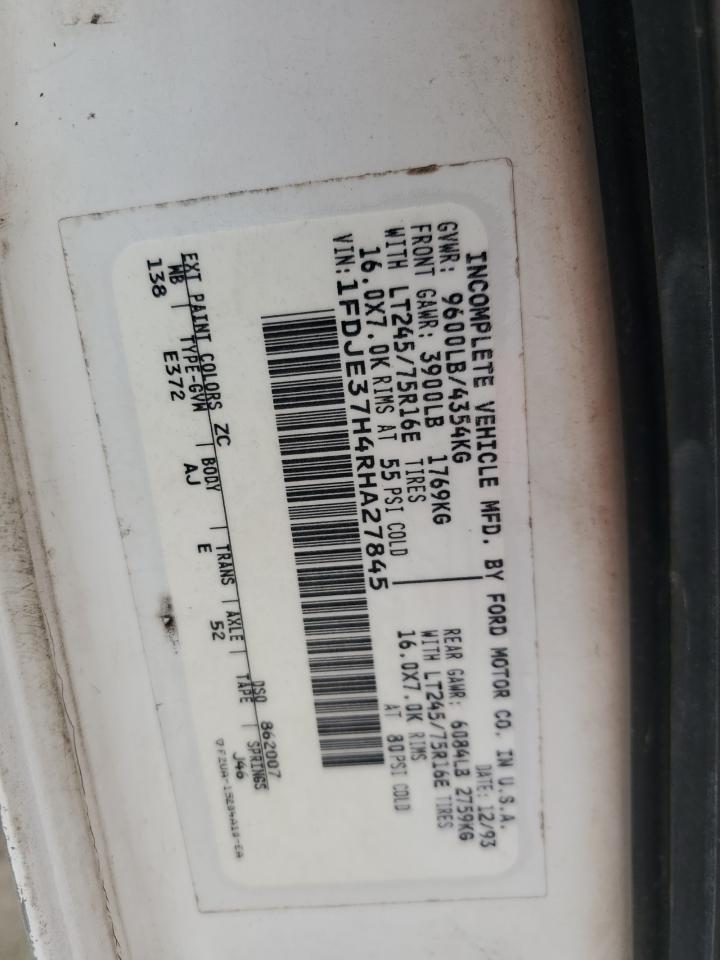 INCOMPLETE VEHICLE MFD. BY FORD MOTOR CO. IN U.S.A.
GVWR: 9600LB/4354KG
DATE: 12/93
FRONT GAWR: 3900LB 1769KG
REAR GAWR: 6084LB 2759KG
WITH LT245/75R16E TIRES
WITH LT245/75R16E TIRES
16.0X7.0K RIMS AT 55 PSI COLD
16.0X7.0K RIMS
AT 80 PSI COLD
VIN: 1FDJE37H4RHA27845
EXT PAINT COLORS ZC
DSO 862007
WB | TYPE-GVW | BODY | TRANS | AXLE | TAPE | SPRINGS
138 E372 AJ E 52 J46